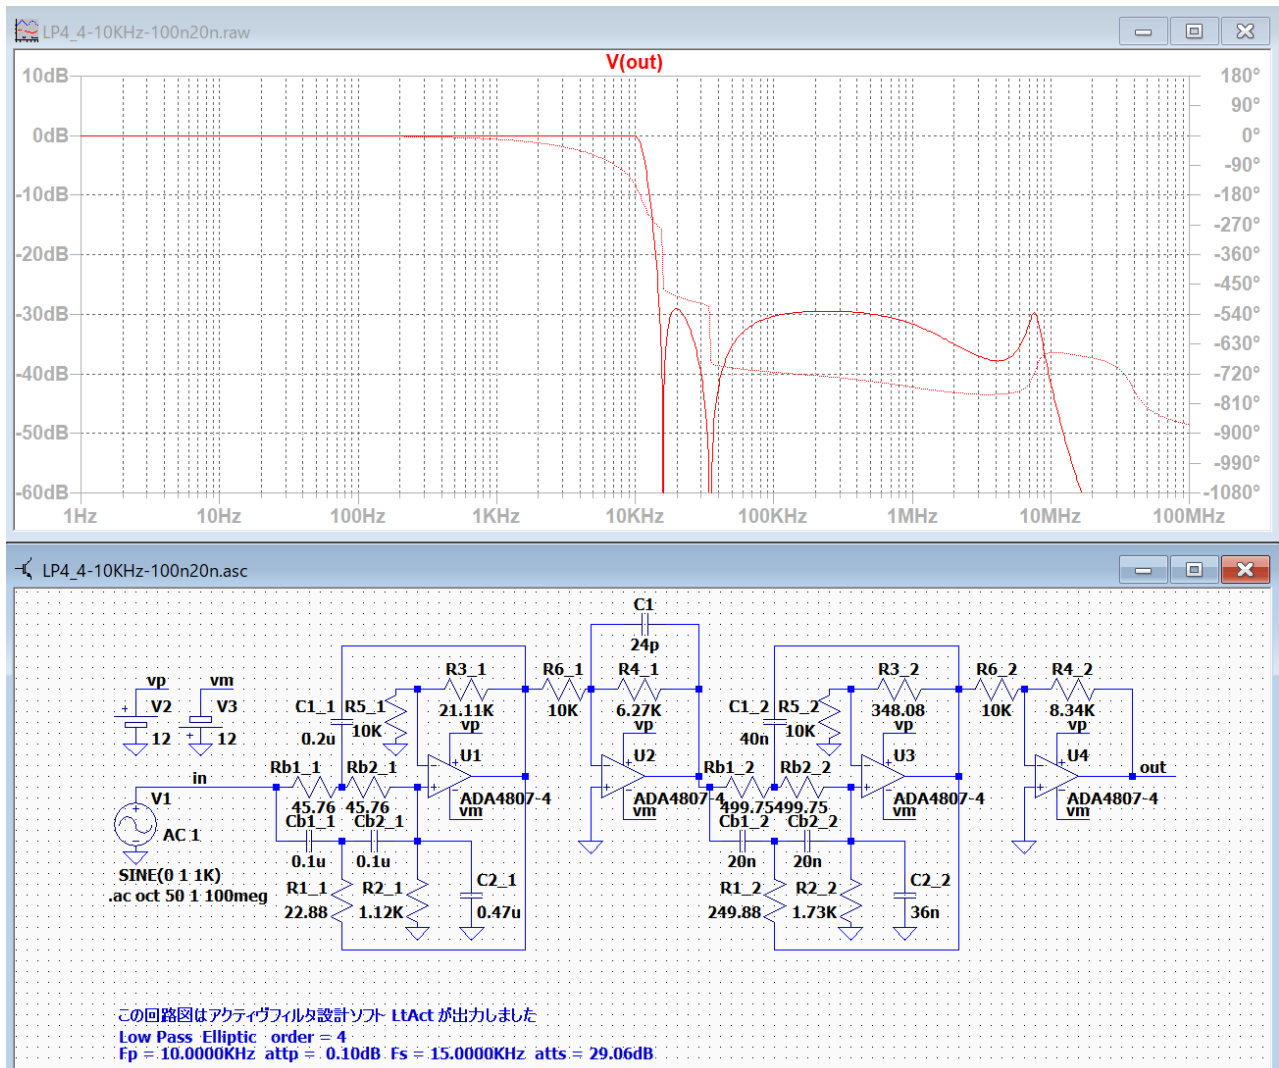 LP4_4-10KHz-100n20n.raw
V(out)
10dB 180°
90°
0dB 0°
-90°
-10dB -180°
-270°
-20dB -360°
-450°
-30dB -540°
-630°
-40dB -720°
-810°
-50dB -900°
-990°
-60dB -1080°
1Hz 10Hz 100Hz 1KHz 10KHz 100KHz 1MHz 10MHz 100MHz
LP4_4-10KHz-100n20n.asc
C1
24p
vp vm R3_1 R6_1 R4_1 R3_2 R6_2 R4_2
V2 V3 C1_1 R5_1 21.11K 10K 6.27K C1_2 R5_2 348.08 10K 8.34K
10K vp vp 10K vp vp
12 12 0.2u 40n
in Rb1_1 Rb2_1 U1 U2 Rb1_2 Rb2_2 U3 U4 out
V1 45.76 45.76 ADA4807-4 ADA4807-4 499.75 499.75 ADA4807-4 ADA4807-4
vm vm vm vm
AC 1 Cb1_1 Cb2_1 Cb1_2 Cb2_2
0.1u 0.1u 20n 20n
SINE(0 1 1K) R1_1 R2_1 C2_1 R1_2 R2_2 C2_2
.ac oct 50 1 100meg 22.88 1.12K 0.47u 249.88 1.73K 36n
この回路図はアクティヴフィルタ設計ソフト LtAct が出力しました
Low Pass Elliptic order = 4
Fp = 10.0000KHz attp = 0.10dB Fs = 15.0000KHz atts = 29.06dB